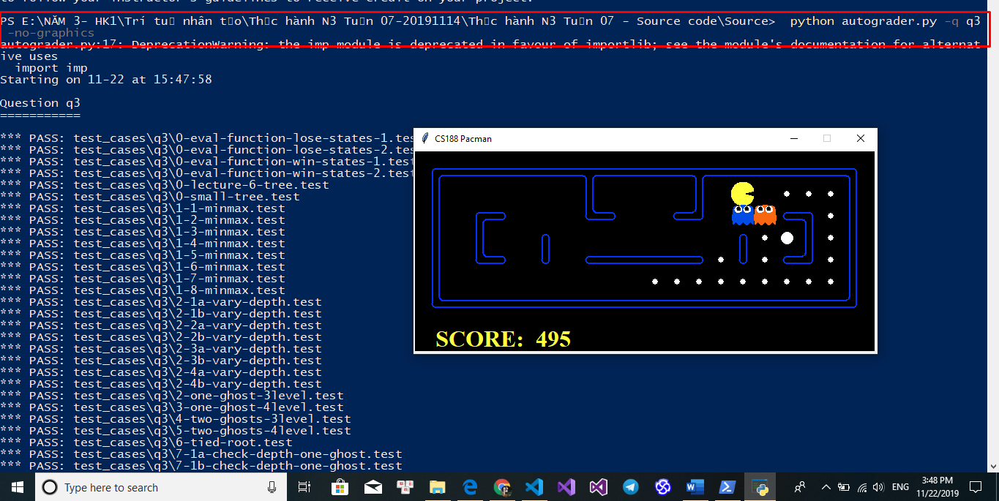 to follow your instructor's guidelines to receive credit on your project.
PS E:\NĂM 3- HK1\Trí tuệ nhân tạo\Thực hành N3 Tuần 07-20191114\Thực hành N3 Tuần 07 - Source code\Source> python autograder.py -q q3
-no-graphics
autograder.py:17: DeprecationWarning: the imp module is deprecated in favour of importlib; see the module's documentation for alternat
ive uses
import imp
Starting on 11-22 at 15:47:58
Question q3
===========
*** PASS: test_cases\q3\0-eval-function-lose-states-1.tes
*** PASS: test_cases\q3\0-eval-function-lose-states-2.tes
*** PASS: test_cases\q3\0-eval-function-win-states-1.test
*** PASS: test_cases\q3\0-eval-function-win-states-2.test
*** PASS: test_cases\q3\0-lecture-6-tree.test
*** PASS: test_cases\q3\0-small-tree.test
*** PASS: test_cases\q3\1-1-minmax.test
*** PASS: test_cases\q3\1-2-minmax.test
*** PASS: test_cases\q3\1-3-minmax.test
*** PASS: test_cases\q3\1-4-minmax.test
*** PASS: test_cases\q3\1-5-minmax.test
*** PASS: test_cases\q3\1-6-minmax.test
*** PASS: test_cases\q3\1-7-minmax.test
*** PASS: test_cases\q3\1-8-minmax.test
*** PASS: test_cases\q3\2-1a-vary-depth.test
*** PASS: test_cases\q3\2-1b-vary-depth.test
*** PASS: test_cases\q3\2-2a-vary-depth.test
*** PASS: test_cases\q3\2-2b-vary-depth.test
*** PASS: test_cases\q3\2-3a-vary-depth.test
*** PASS: test_cases\q3\2-3b-vary-depth.test
*** PASS: test_cases\q3\2-4a-vary-depth.test
*** PASS: test_cases\q3\2-4b-vary-depth.test
*** PASS: test_cases\q3\2-one-ghost-3level.test
*** PASS: test_cases\q3\3-one-ghost-4level.test
*** PASS: test_cases\q3\4-two-ghosts-3level.test
*** PASS: test_cases\q3\5-two-ghosts-4level.test
*** PASS: test_cases\q3\6-tied-root.test
*** PASS: test_cases\q3\7-1a-check-depth-one-ghost.test
*** PASS: test_cases\q3\7-1b-check-depth-one-ghost.test
CS188 Pacman
SCORE: 495
Type here to search
ENG
3:48 PM
11/22/2019